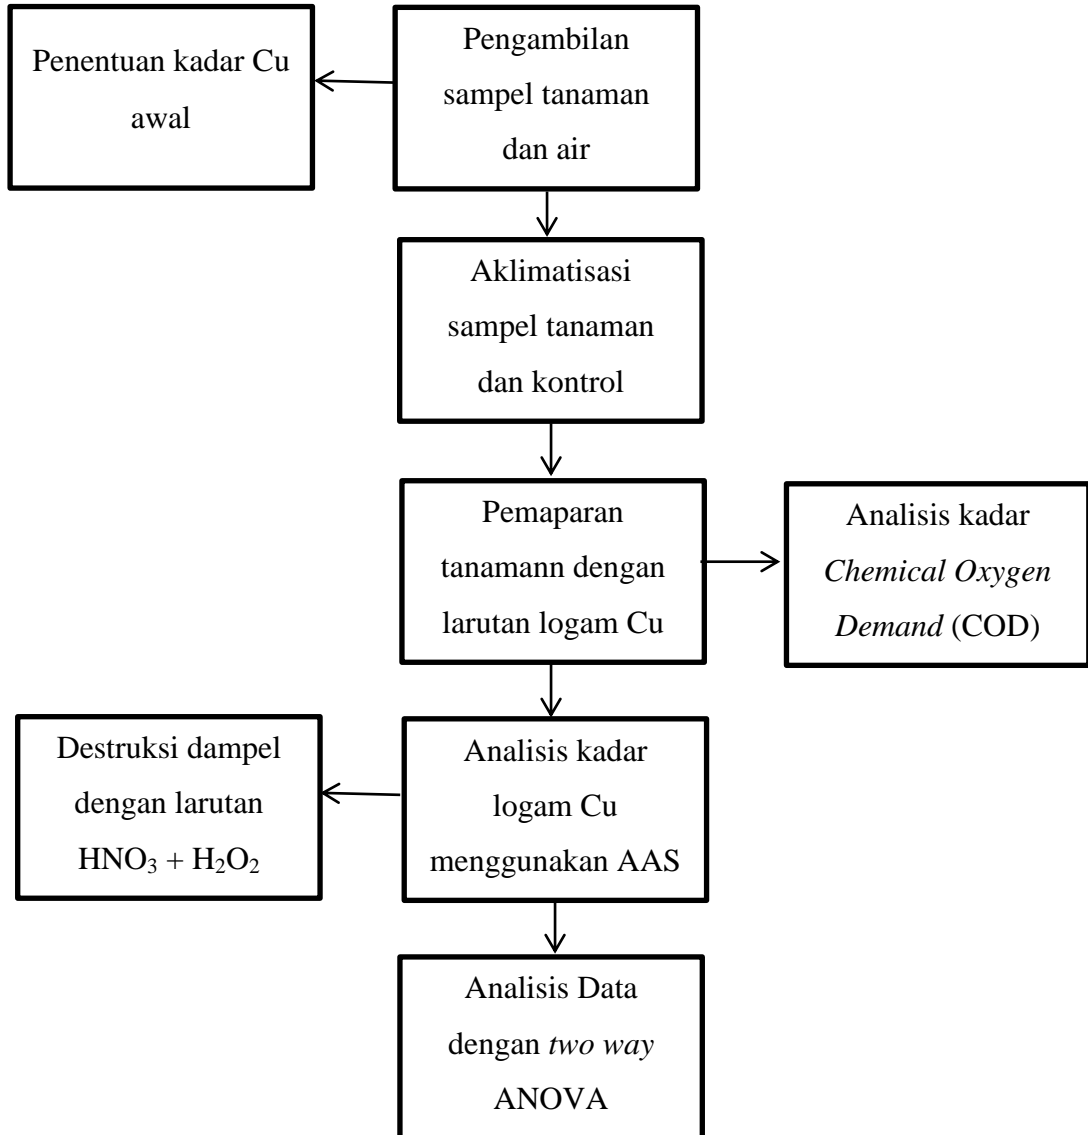 Penentuan kadar Cu
awal
Pengambilan
sampel tanaman
dan air
Aklimatisasi
sampel tanaman
dan kontrol
Pemaparan
tanamann dengan
larutan logam Cu
Analisis kadar
Chemical Oxygen
Demand (COD)
Destruksi dampel
dengan larutan
HNO₃ + H₂O₂
Analisis kadar
logam Cu
menggunakan AAS
Analisis Data
dengan two way
ANOVA